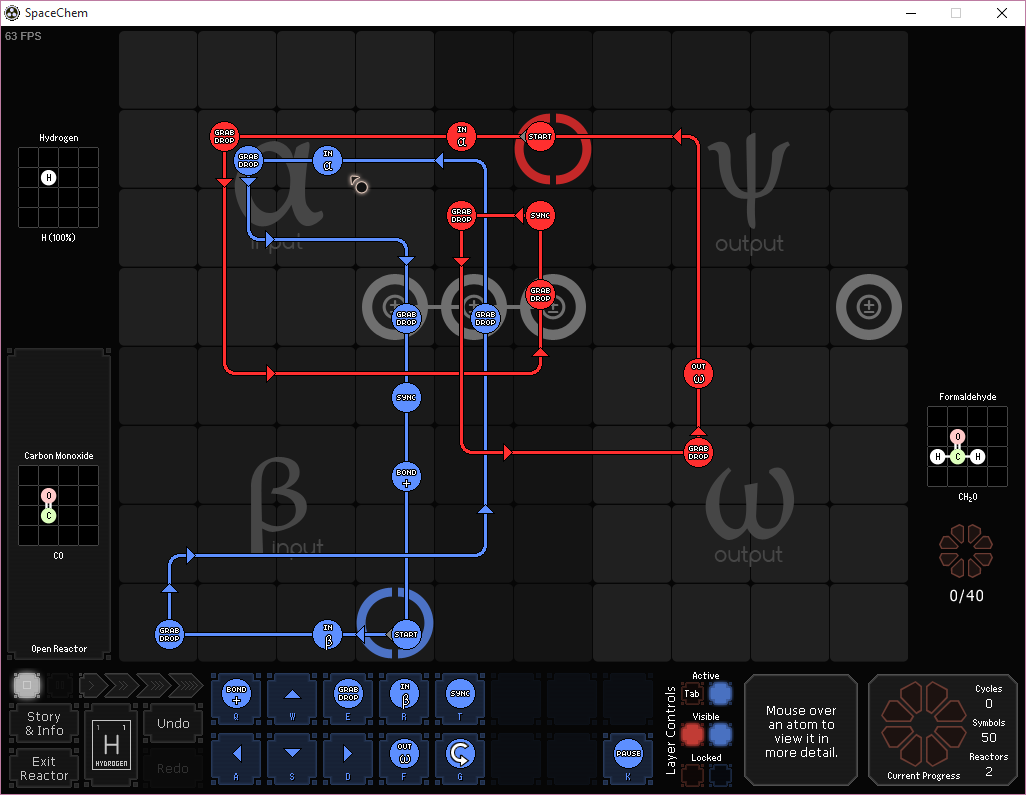 SpaceChem
63 FPS
Hydrogen
H
H (100%)
Carbon Monoxide
O
C
CO
Open Reactor
α
input
β
input
ψ
output
ω
output
GRAB DROP
IN α
START
GRAB DROP
IN α
GRAB DROP
SYNC
GRAB DROP
GRAB DROP
GRAB DROP
OUT ω
SYNC
GRAB DROP
BOND +
GRAB DROP
IN β
START
Formaldehyde
O
H C H
CH₂O
0/40
Story & Info
Exit Reactor
1 1
H
HYDROGEN
Undo
Redo
BOND +
Q
W
GRAB DROP
E
IN β
R
SYNC
T
A
S
D
OUT ω
F
G
PAUSE
K
Layer Controls
Active
Tab
Visible
Locked
Mouse over
an atom to
view it in
more detail.
Cycles
0
Symbols
50
Reactors
2
Current Progress